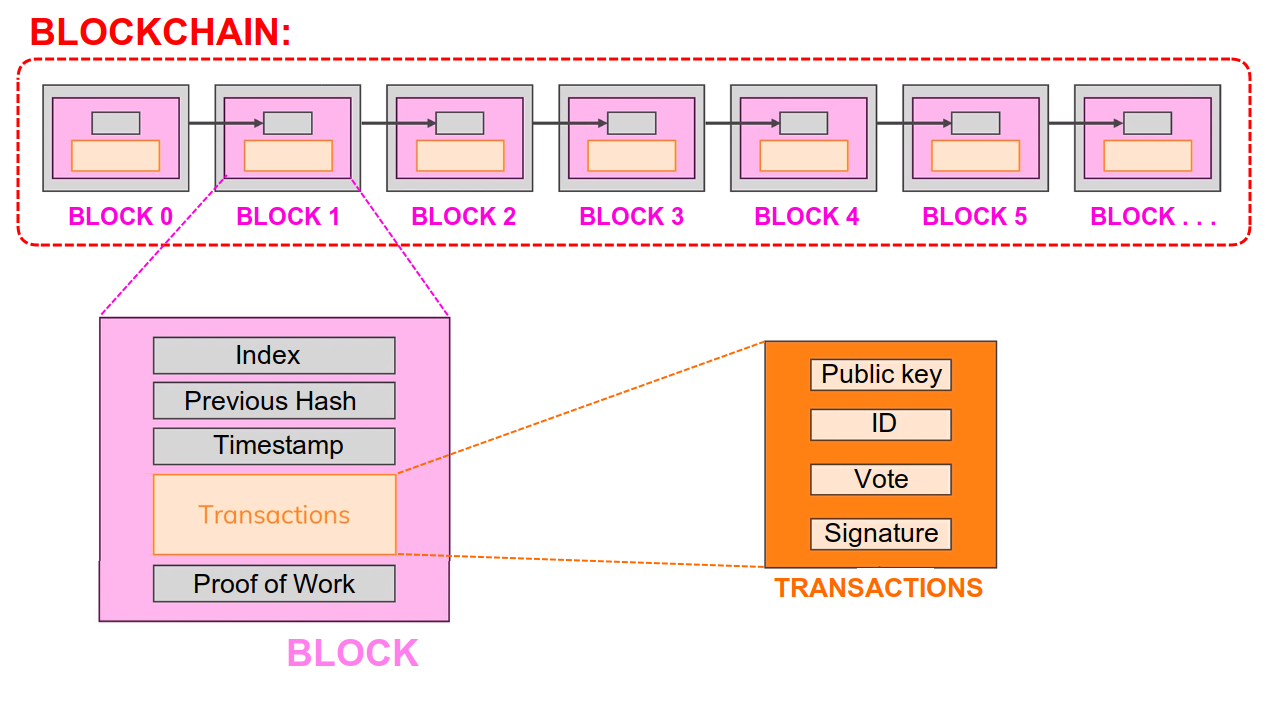 BLOCKCHAIN:
BLOCK 0
BLOCK 1
BLOCK 2
BLOCK 3
BLOCK 4
BLOCK 5
BLOCK . . .
Index
Previous Hash
Timestamp
Transactions
Proof of Work
BLOCK
Public key
ID
Vote
Signature
TRANSACTIONS